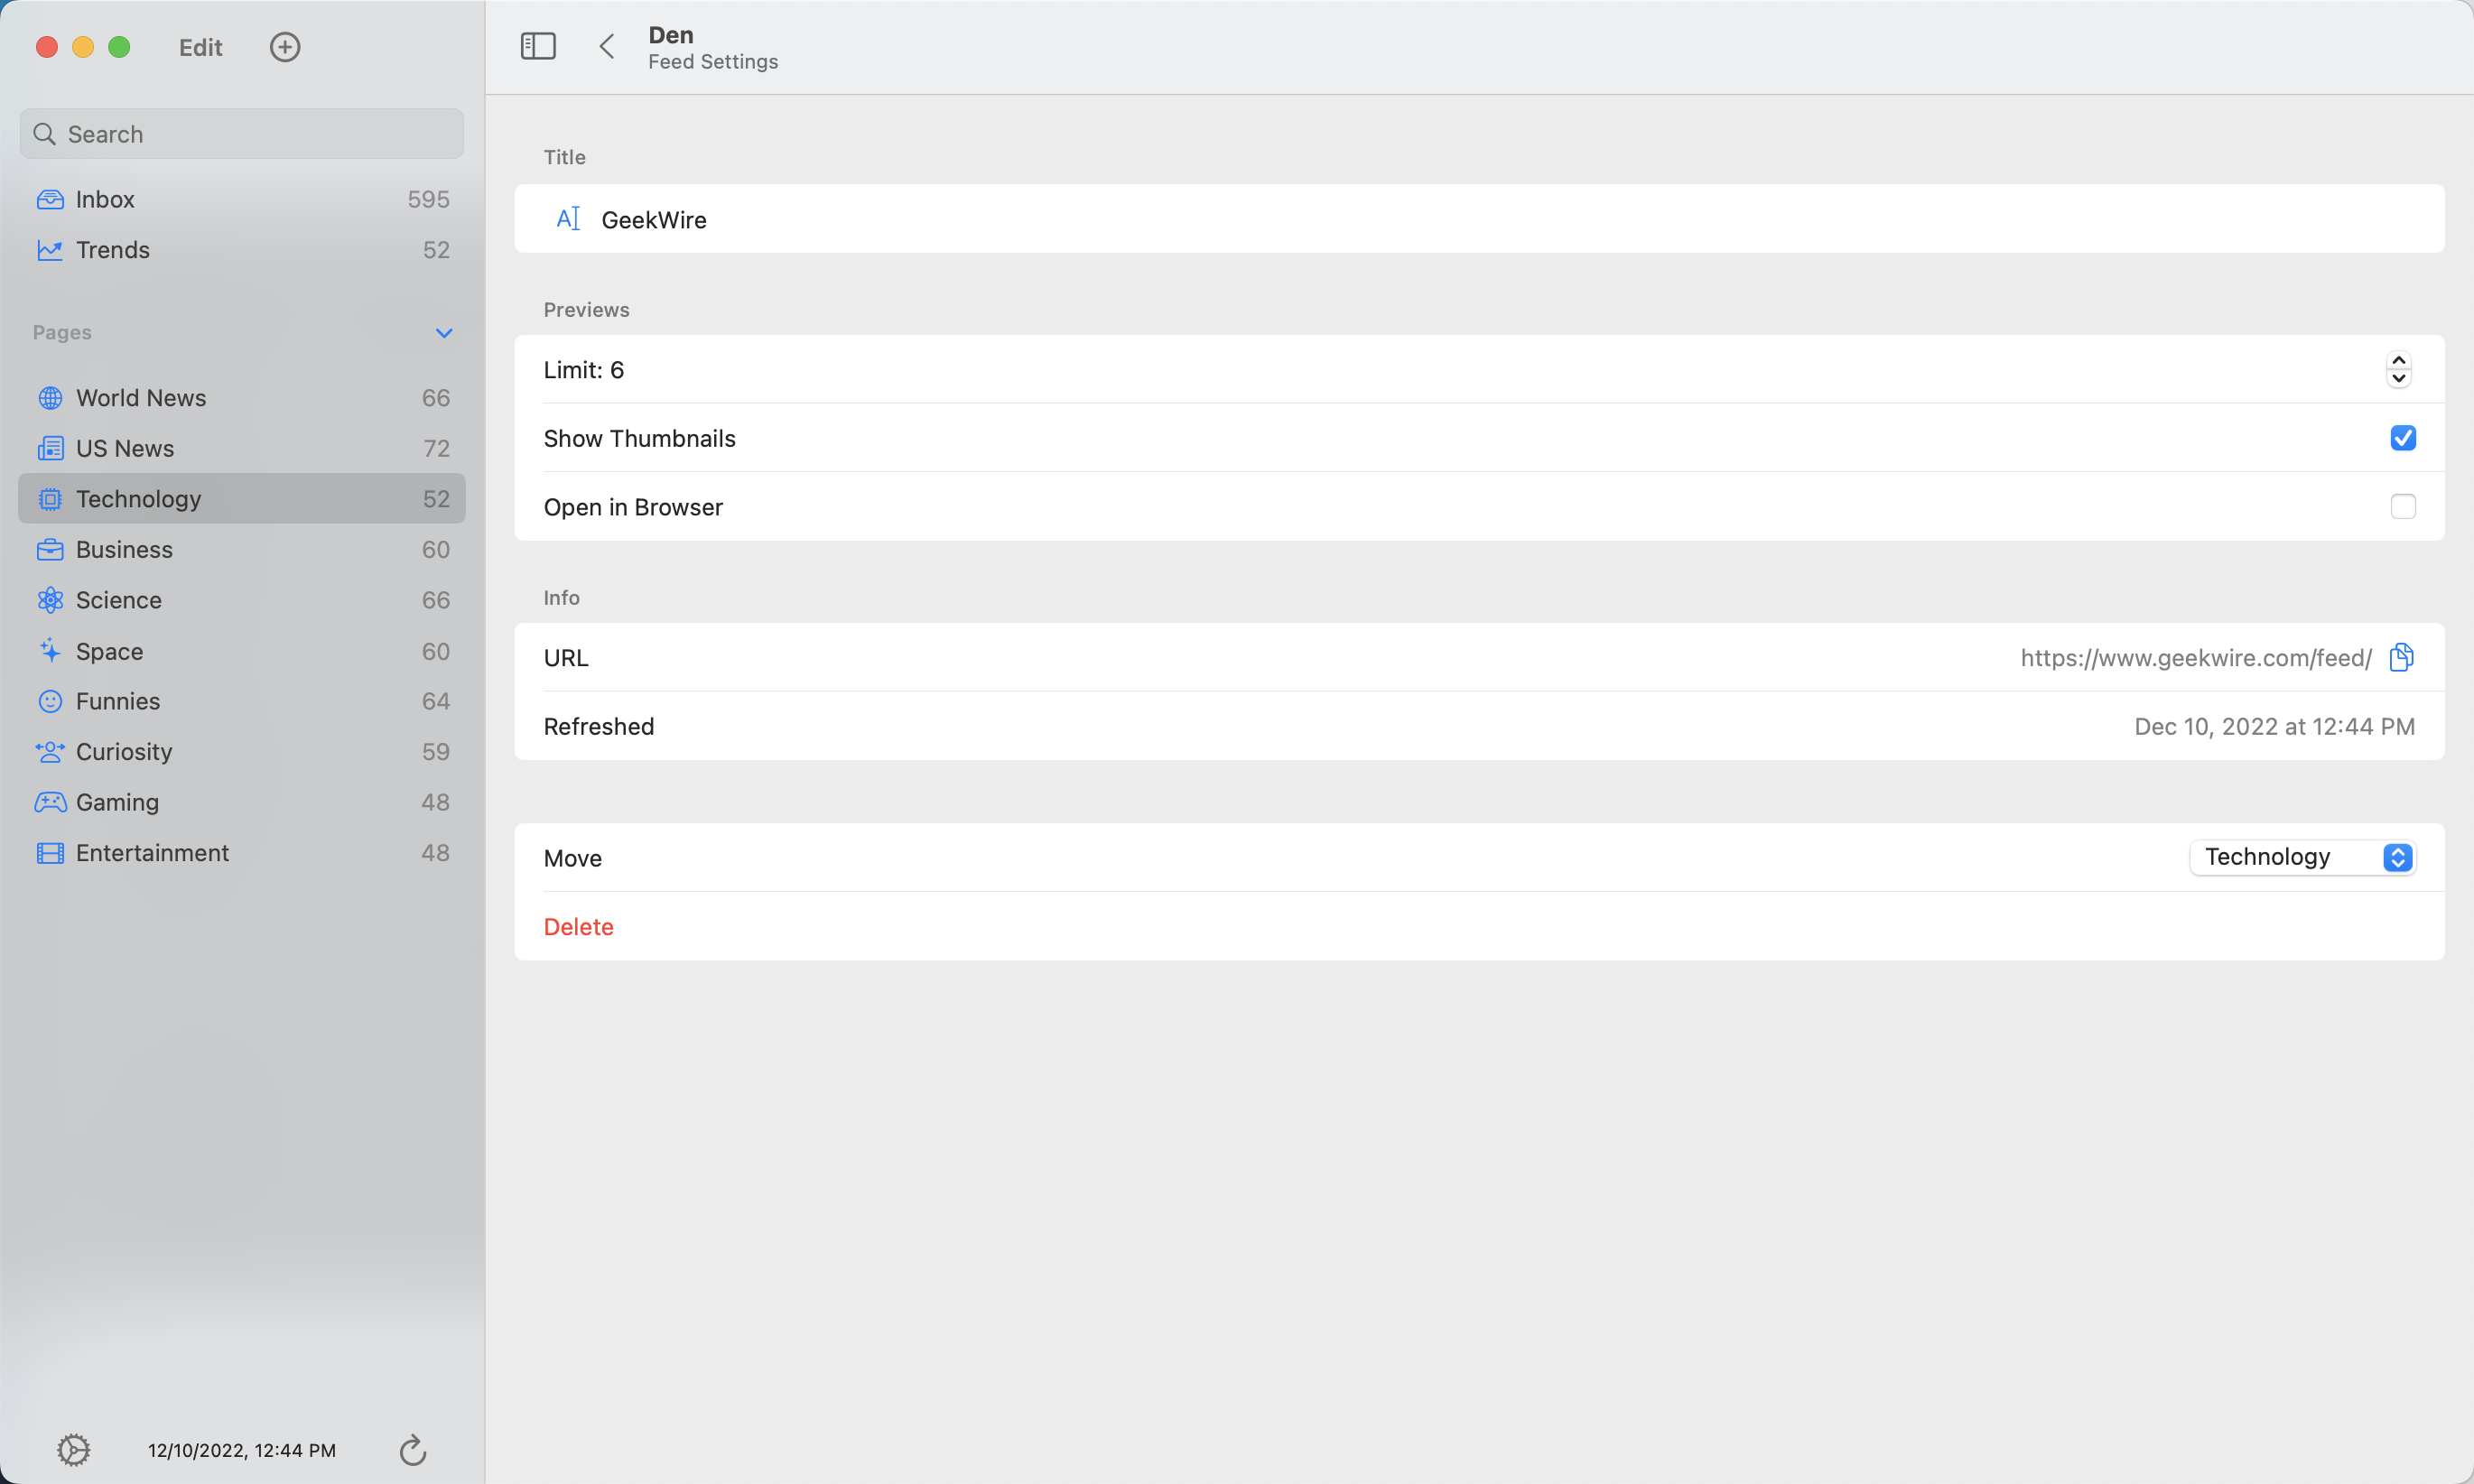 Edit
Search
Inbox 595
Trends 52
Pages
World News 66
US News 72
Technology 52
Business 60
Science 66
Space 60
Funnies 64
Curiosity 59
Gaming 48
Entertainment 48
12/10/2022, 12:44 PM
Den
Feed Settings
Title
GeekWire
Previews
Limit: 6
Show Thumbnails
Open in Browser
Info
URL https://www.geekwire.com/feed/
Refreshed Dec 10, 2022 at 12:44 PM
Move Technology
Delete